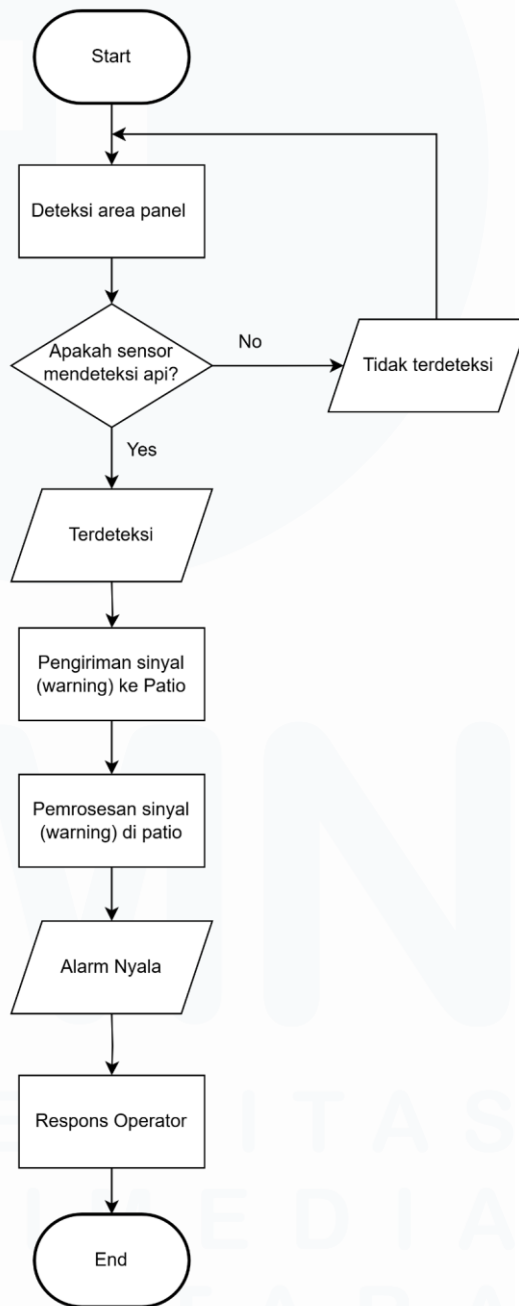 Start
Deteksi area panel
Apakah sensor
mendeteksi api?
No
Tidak terdeteksi
Yes
Terdeteksi
Pengiriman sinyal
(warning) ke Patio
Pemrosesan sinyal
(warning) di patio
Alarm Nyala
Respons Operator
End